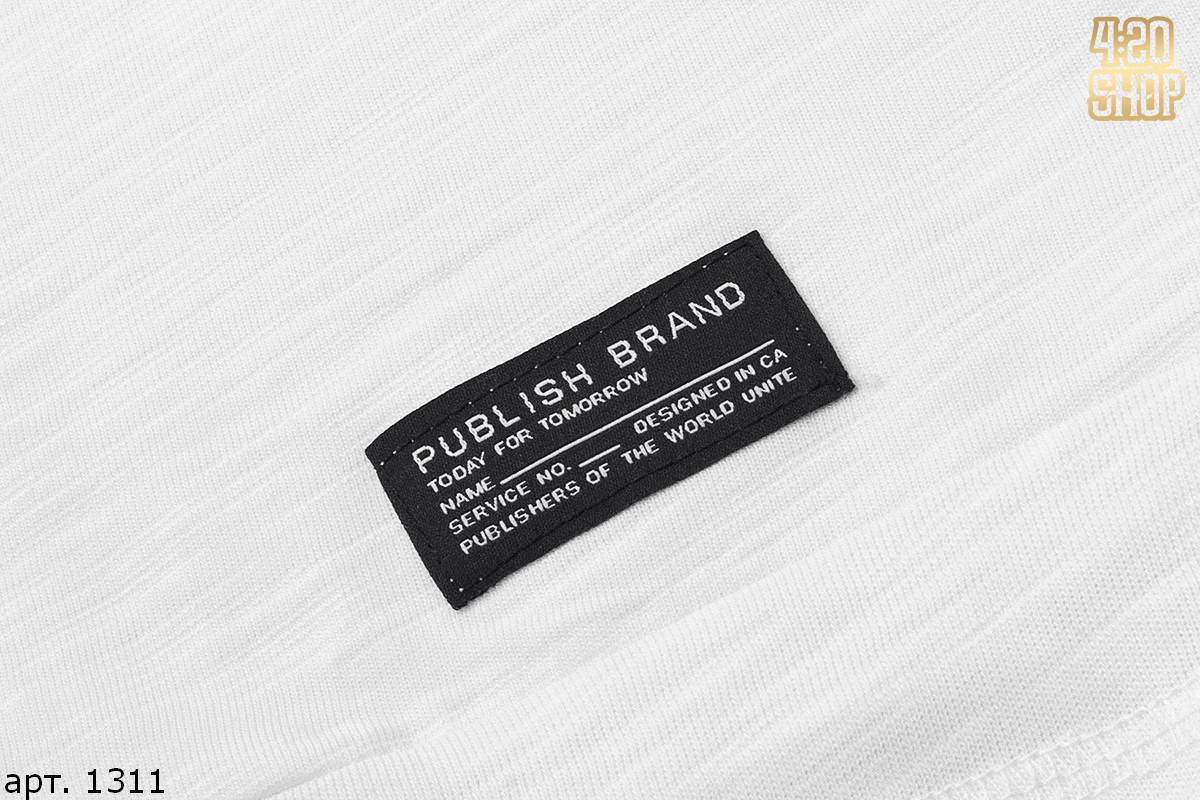 4:20
SHOP
PUBLISH BRAND
TODAY FOR TOMORROW
NAME
SERVICE NO. DESIGNED IN CA
PUBLISHERS OF THE WORLD UNITE
арт. 1311